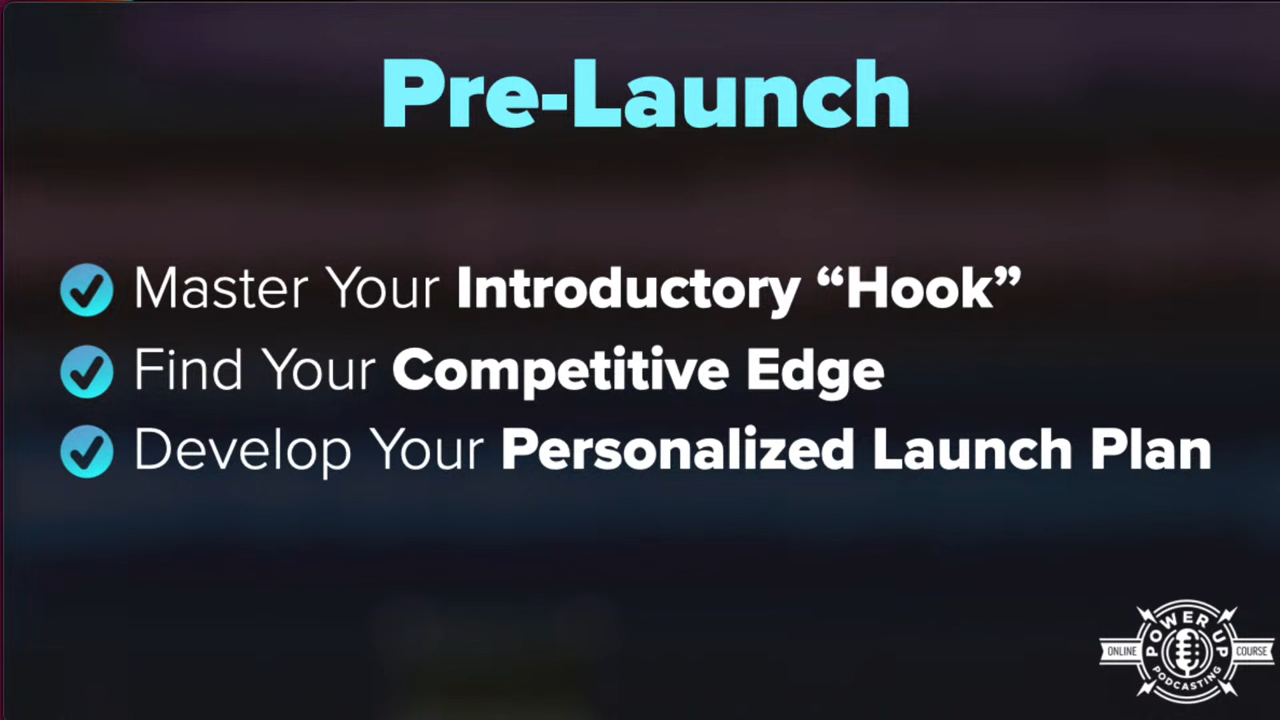 Pre-Launch
Master Your Introductory “Hook”
Find Your Competitive Edge
Develop Your Personalized Launch Plan
POWER UP
ONLINE COURSE
PODCASTING